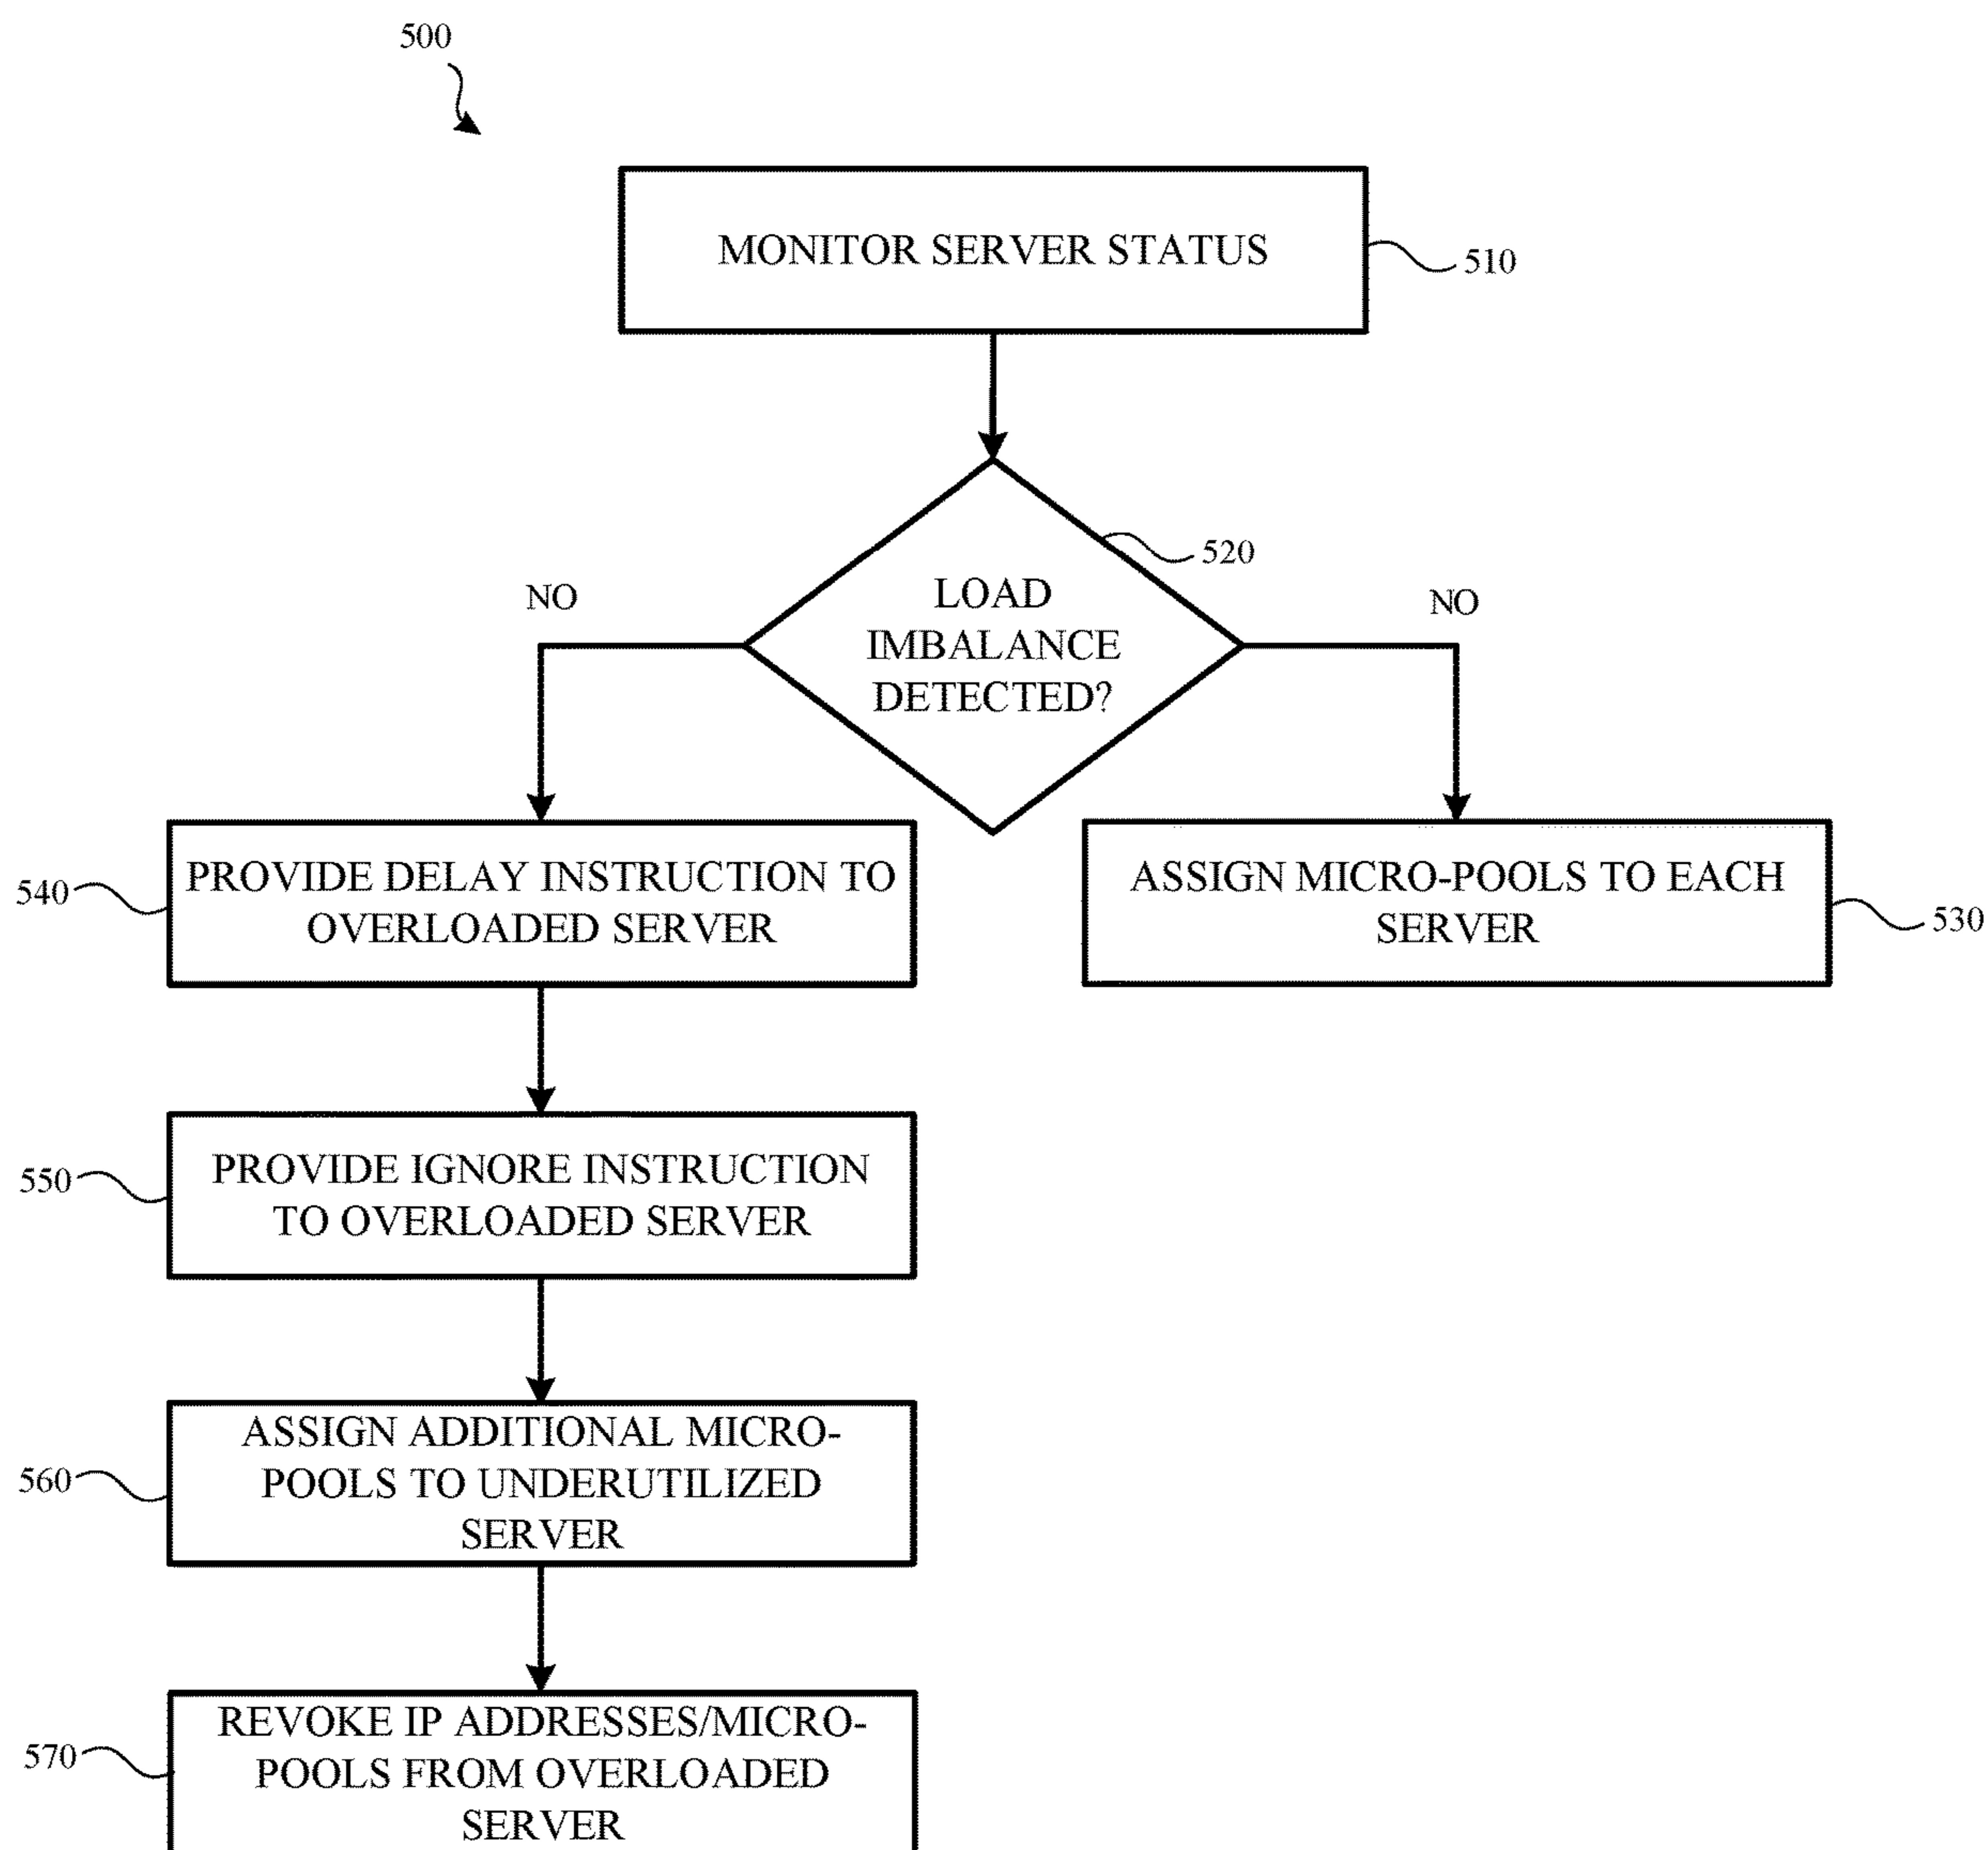 500
MONITOR SERVER STATUS
510
520
LOAD
IMBALANCE
DETECTED?
NO
NO
540
PROVIDE DELAY INSTRUCTION TO
OVERLOADED SERVER
ASSIGN MICRO-POOLS TO EACH
SERVER
530
550
PROVIDE IGNORE INSTRUCTION
TO OVERLOADED SERVER
560
ASSIGN ADDITIONAL MICRO-
POOLS TO UNDERUTILIZED
SERVER
570
REVOKE IP ADDRESSES/MICRO-
POOLS FROM OVERLOADED
SERVER